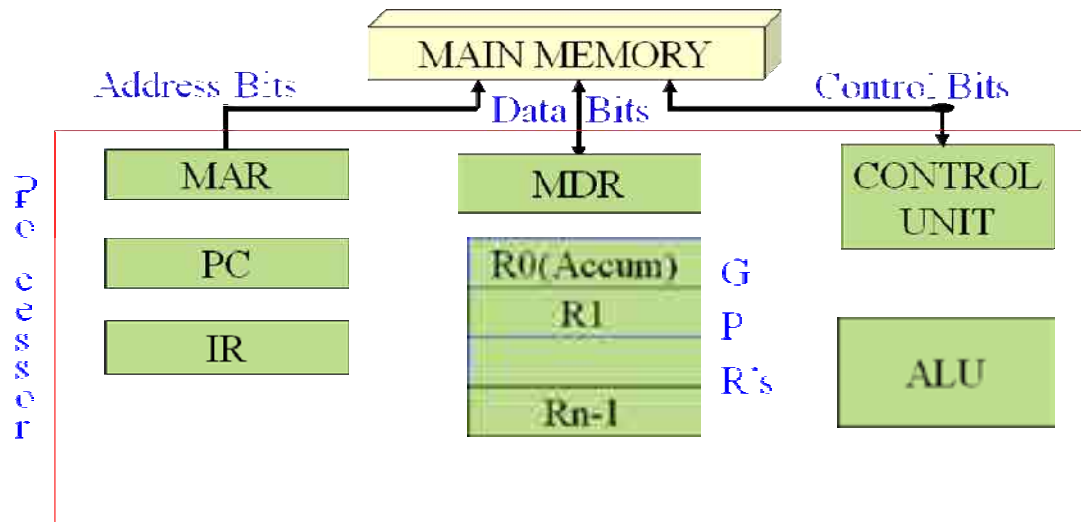 MAIN MEMORY
Address Bits
Data Bits
Control Bits
Processor
MAR
MDR
CONTROL
UNIT
PC
R0(Accum)
G
R1
P
IR
R's
ALU
Rn-1